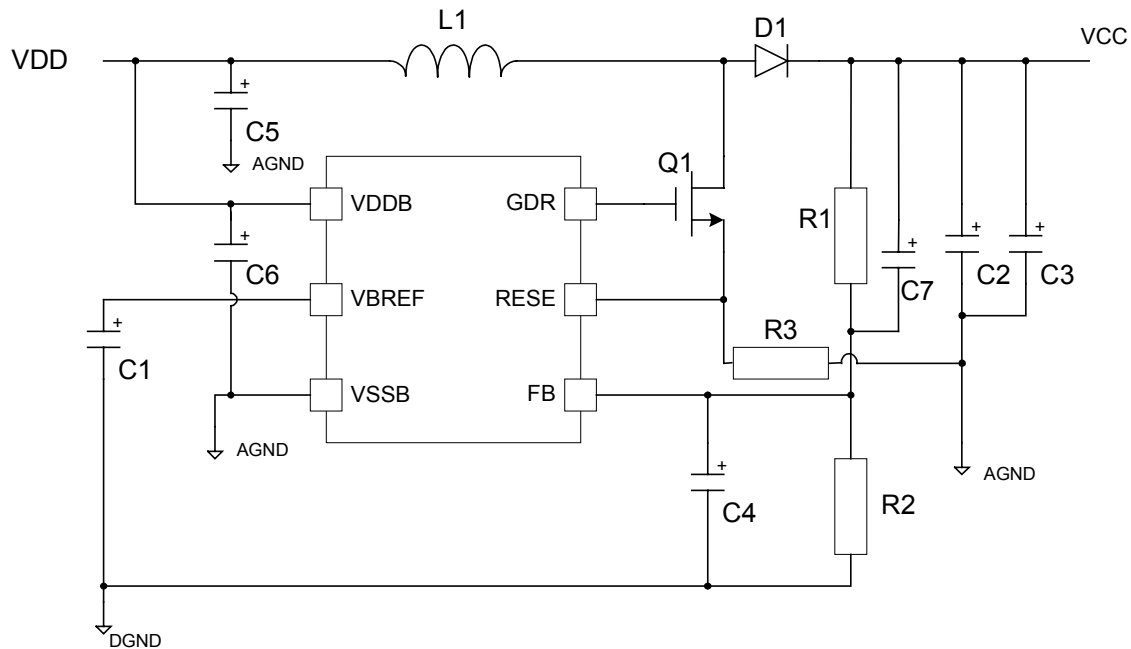 L1
D1
VCC
VDD
+
C5
AGND
Q1
VDDB
GDR
R1
+
C6
+
C7
+
C2
+
C3
VBREF
RESE
+
C1
R3
VSSB
FB
AGND
AGND
+
C4
R2
DGND